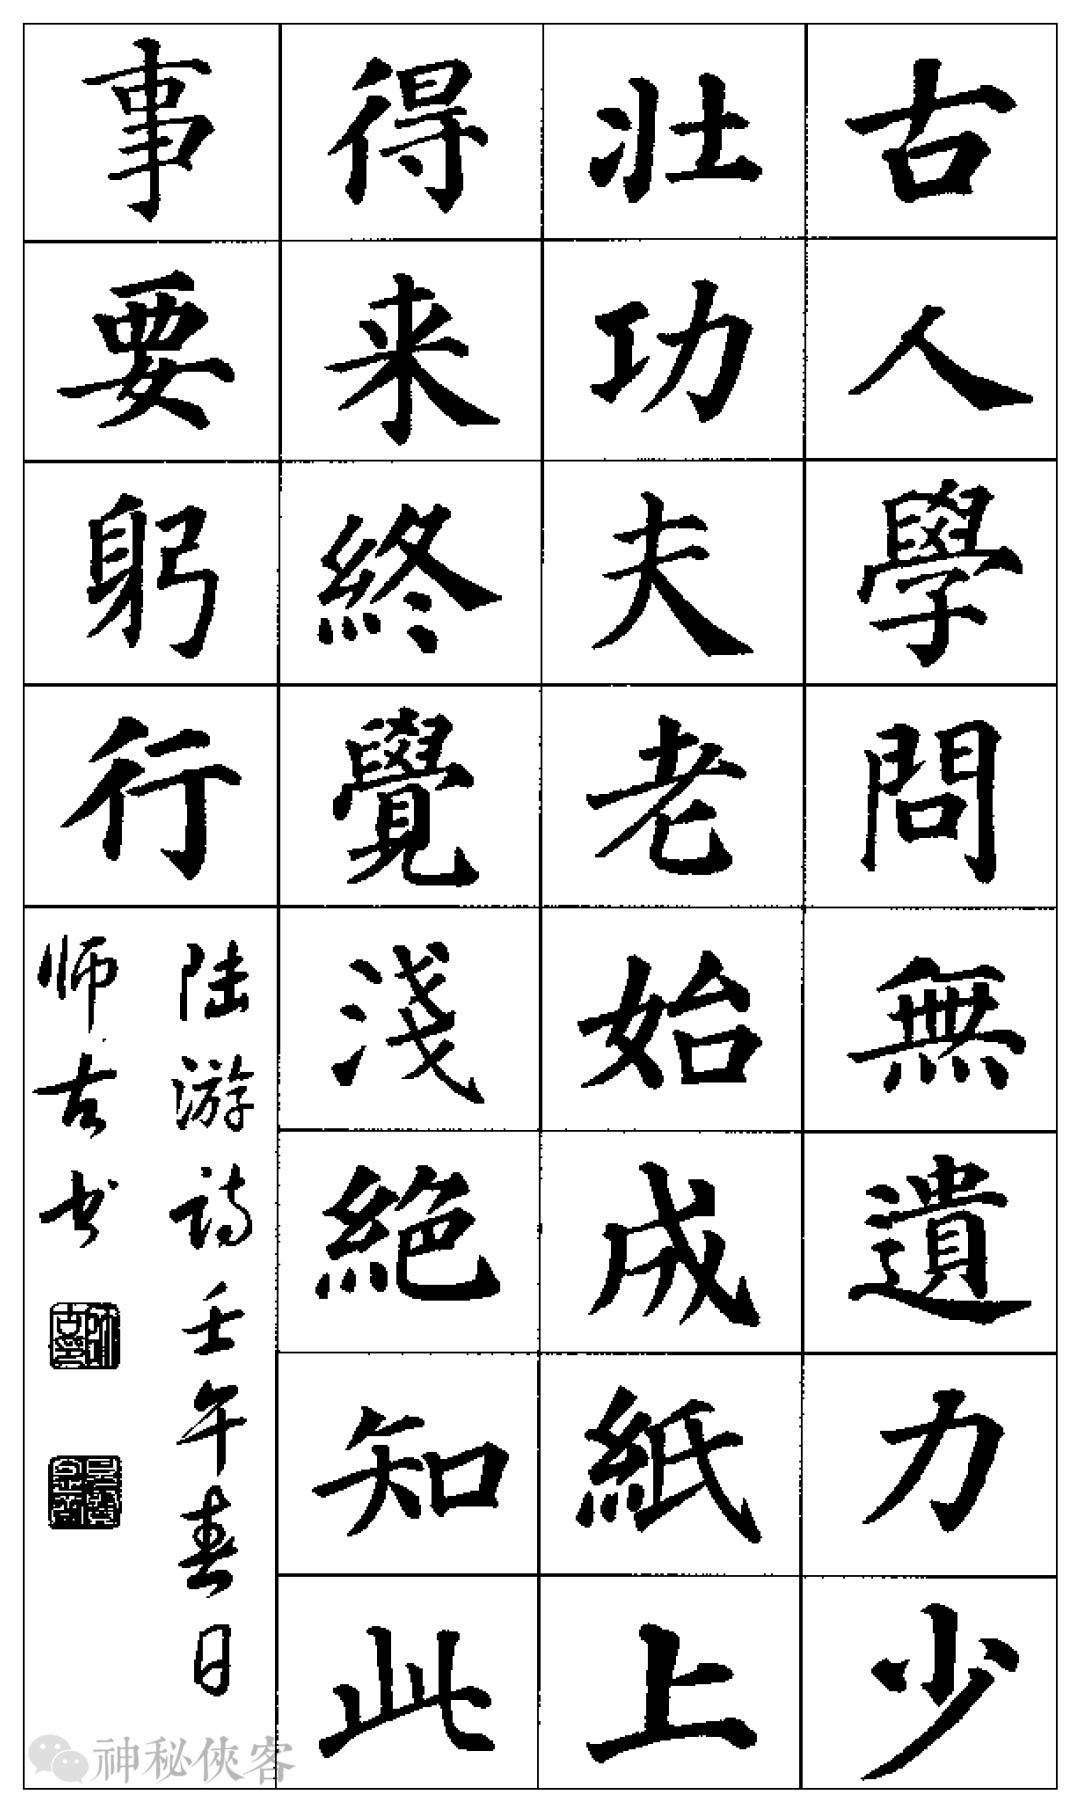 古人學問無遺力少
壯功夫老始成紙上
得来終覺淺絕知此
事要躬行
陆游诗壬午春日
师古书
神秘俠客